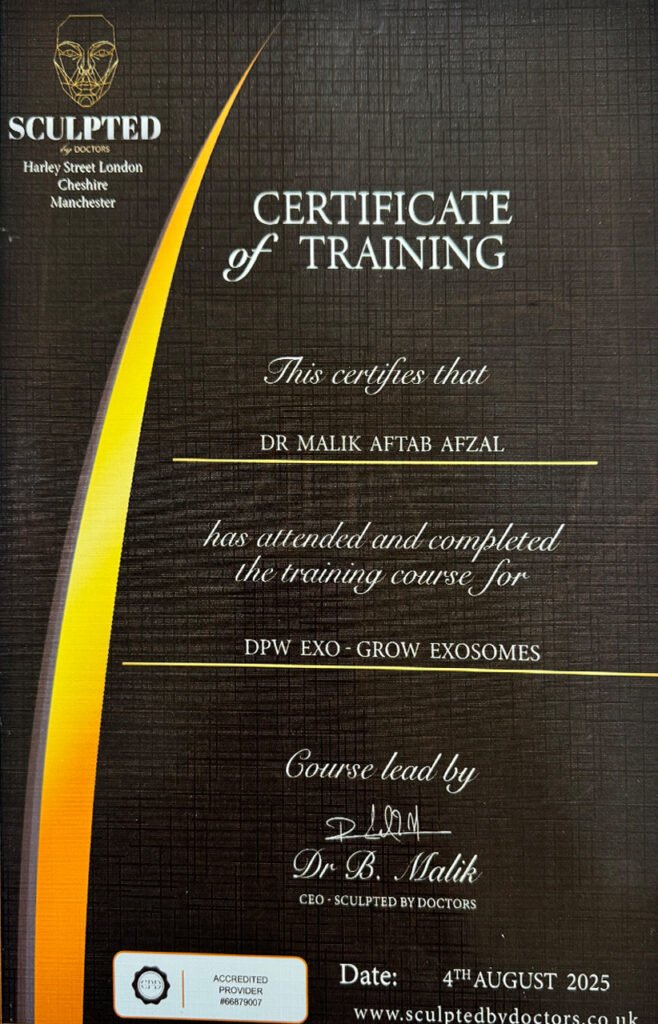 SCULPTED
by DOCTORS
Harley Street London
Cheshire
Manchester
CERTIFICATE
of TRAINING
This certifies that
DR MALIK AFTAB AFZAL
has attended and completed
the training course for
DPW EXO - GROW EXOSOMES
Course lead by
Dr B. Malik
CEO - SCULPTED BY DOCTORS
CPD
ACCREDITED
PROVIDER
#66879007
Date: 4TH AUGUST 2025
www.sculptedbydoctors.co.uk